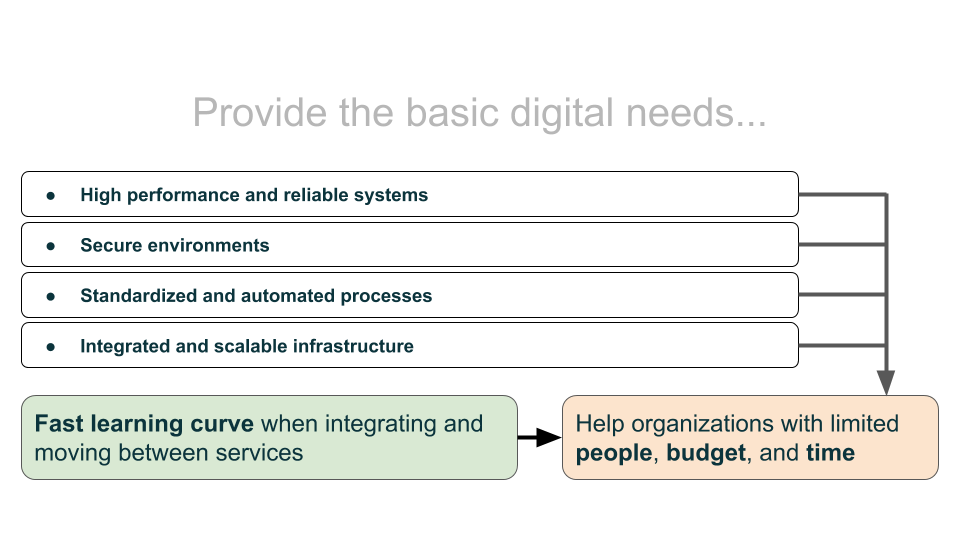 Provide the basic digital needs...
● High performance and reliable systems
● Secure environments
● Standardized and automated processes
● Integrated and scalable infrastructure
Fast learning curve when integrating and
moving between services
Help organizations with limited
people, budget, and time